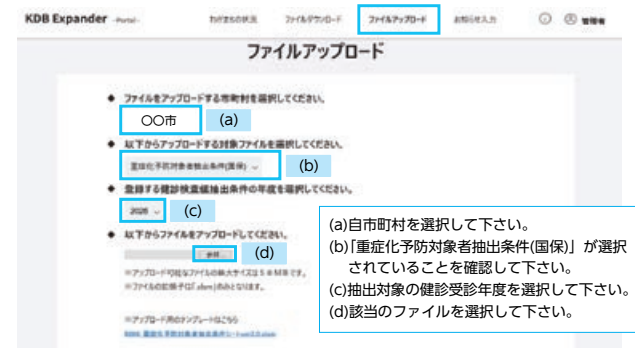 KDB Expander -Portal-
わがまちの状況 ファイルダウンロード ファイルアップロード お知らせ入力 管理者
ファイルアップロード
◆ ファイルをアップロードする市町村を選択してください。
〇〇市 (a)
◆ 以下からアップロードする対象ファイルを選択してください。
重症化予防対象者抽出条件(国保) (b)
◆ 登録する健診検査値抽出条件の年度を選択してください。
2026 (c)
◆ 以下からファイルをアップロードしてください。
参照... (d)
※アップロード可能なファイルの最大サイズは5MBです。
※ファイルの拡張子は「.xlsm」のみとなります。
※アップロード用のテンプレートはこちら
(a)自市町村を選択して下さい。
(b)「重症化予防対象者抽出条件(国保)」が選択
されていることを確認して下さい。
(c)抽出対象の健診受診年度を選択して下さい。
(d)該当のファイルを選択して下さい。